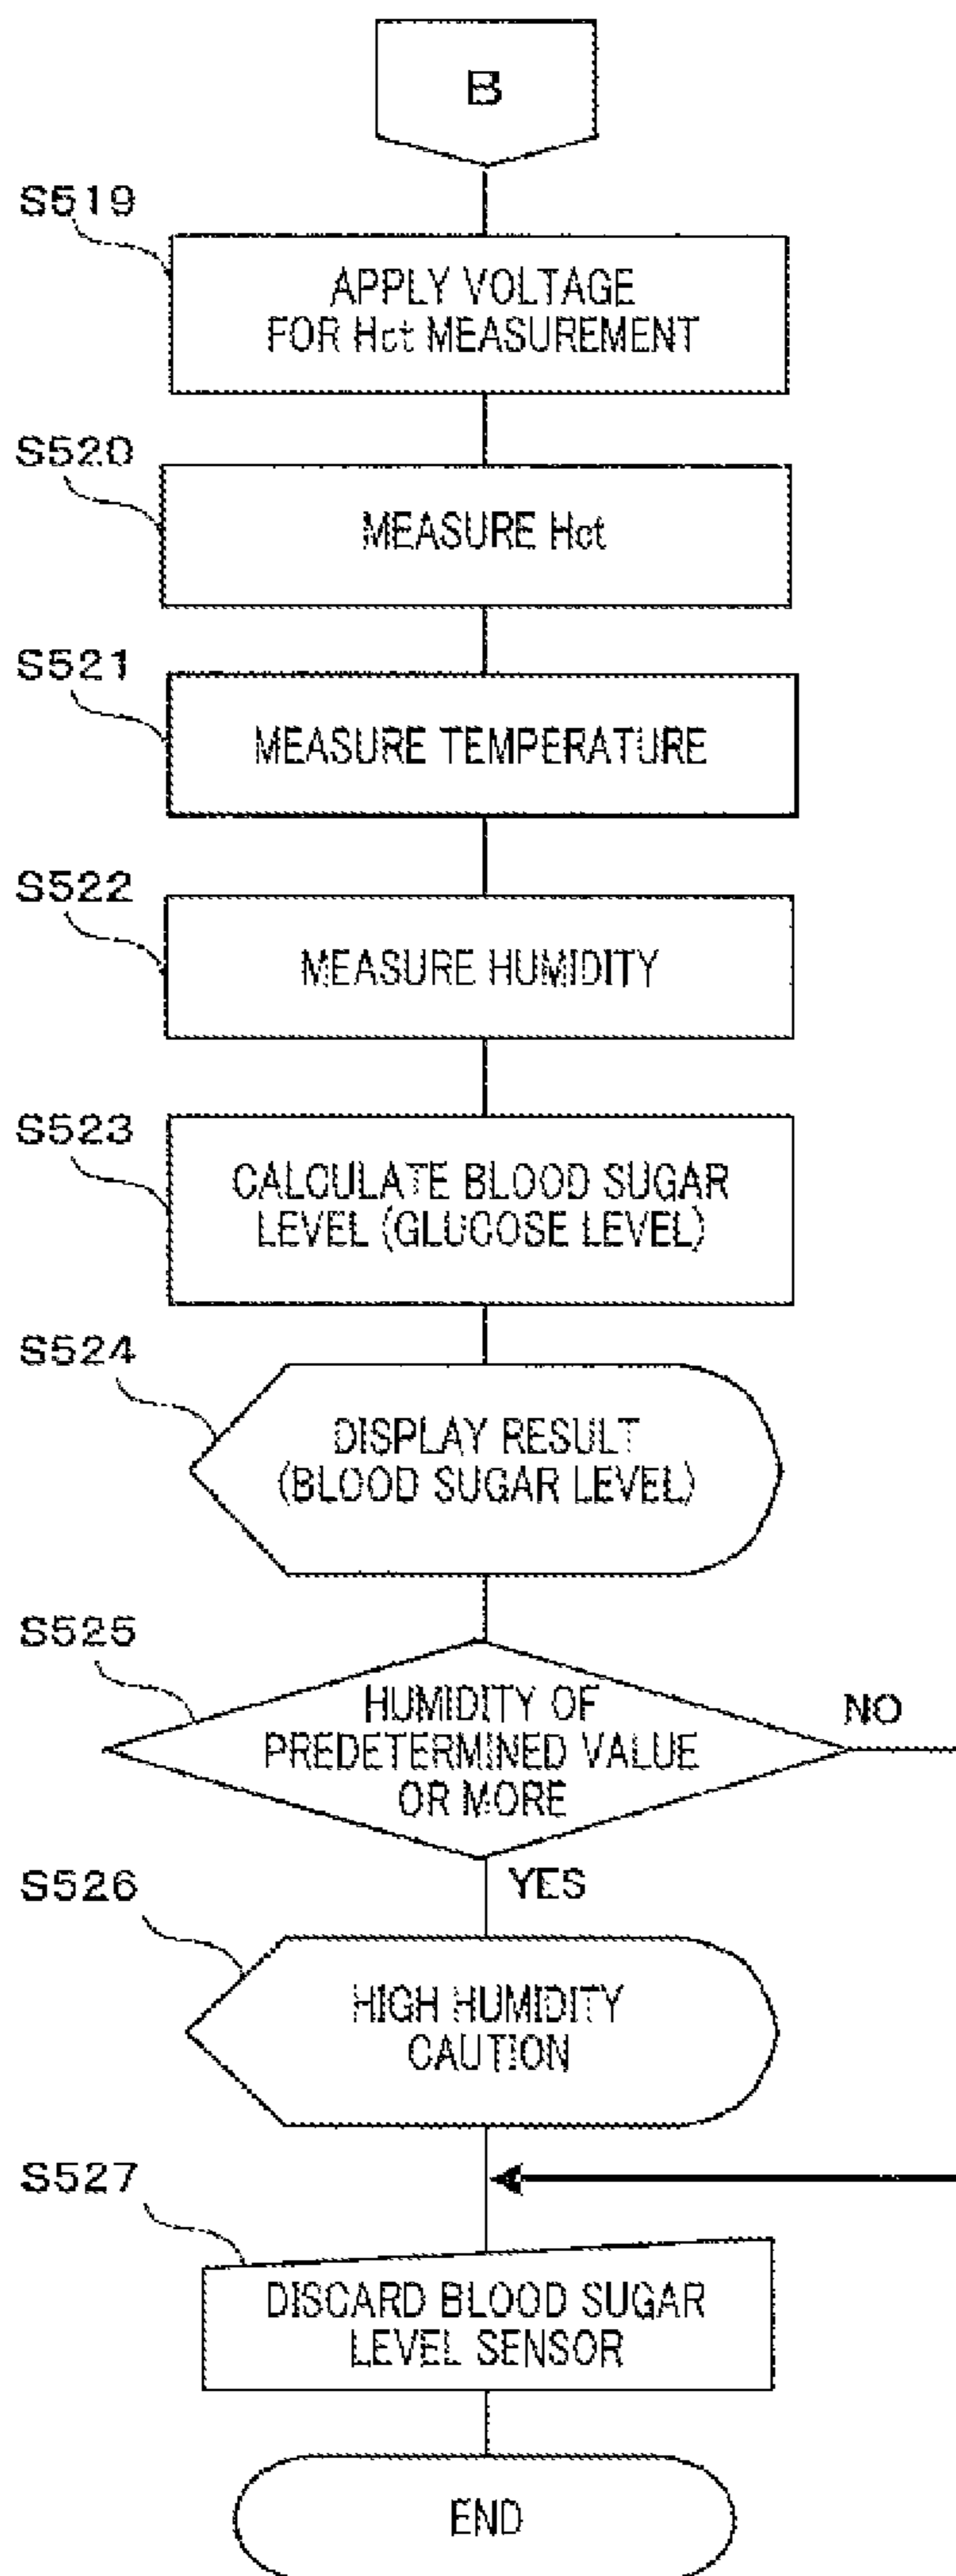 B
S519
APPLY VOLTAGE
FOR Hct MEASUREMENT
S520
MEASURE Hct
S521
MEASURE TEMPERATURE
S522
MEASURE HUMIDITY
S523
CALCULATE BLOOD SUGAR
LEVEL (GLUCOSE LEVEL)
S524
DISPLAY RESULT
(BLOOD SUGAR LEVEL)
S525
HUMIDITY OF
PREDETERMINED VALUE
OR MORE
NO
YES
S526
HIGH HUMIDITY
CAUTION
S527
DISCARD BLOOD SUGAR
LEVEL SENSOR
END